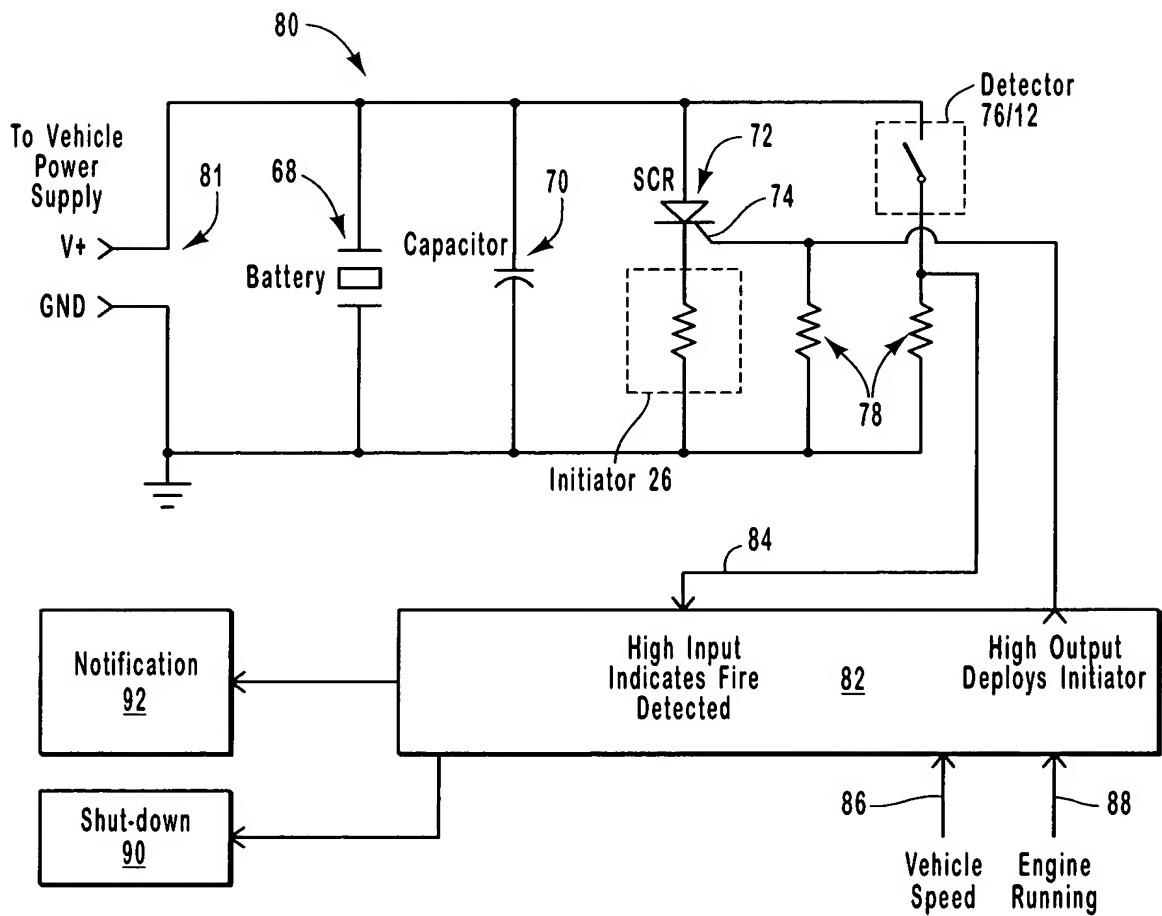 80
Detector
76/12
To Vehicle
Power
Supply
81
68
70
72
SCR
74
V+
Capacitor
Battery
GND
78
Initiator 26
84
Notification
92
High Input
Indicates Fire
Detected
82
High Output
Deploys Initiator
Shut-down
90
86
88
Vehicle
Speed
Engine
Running